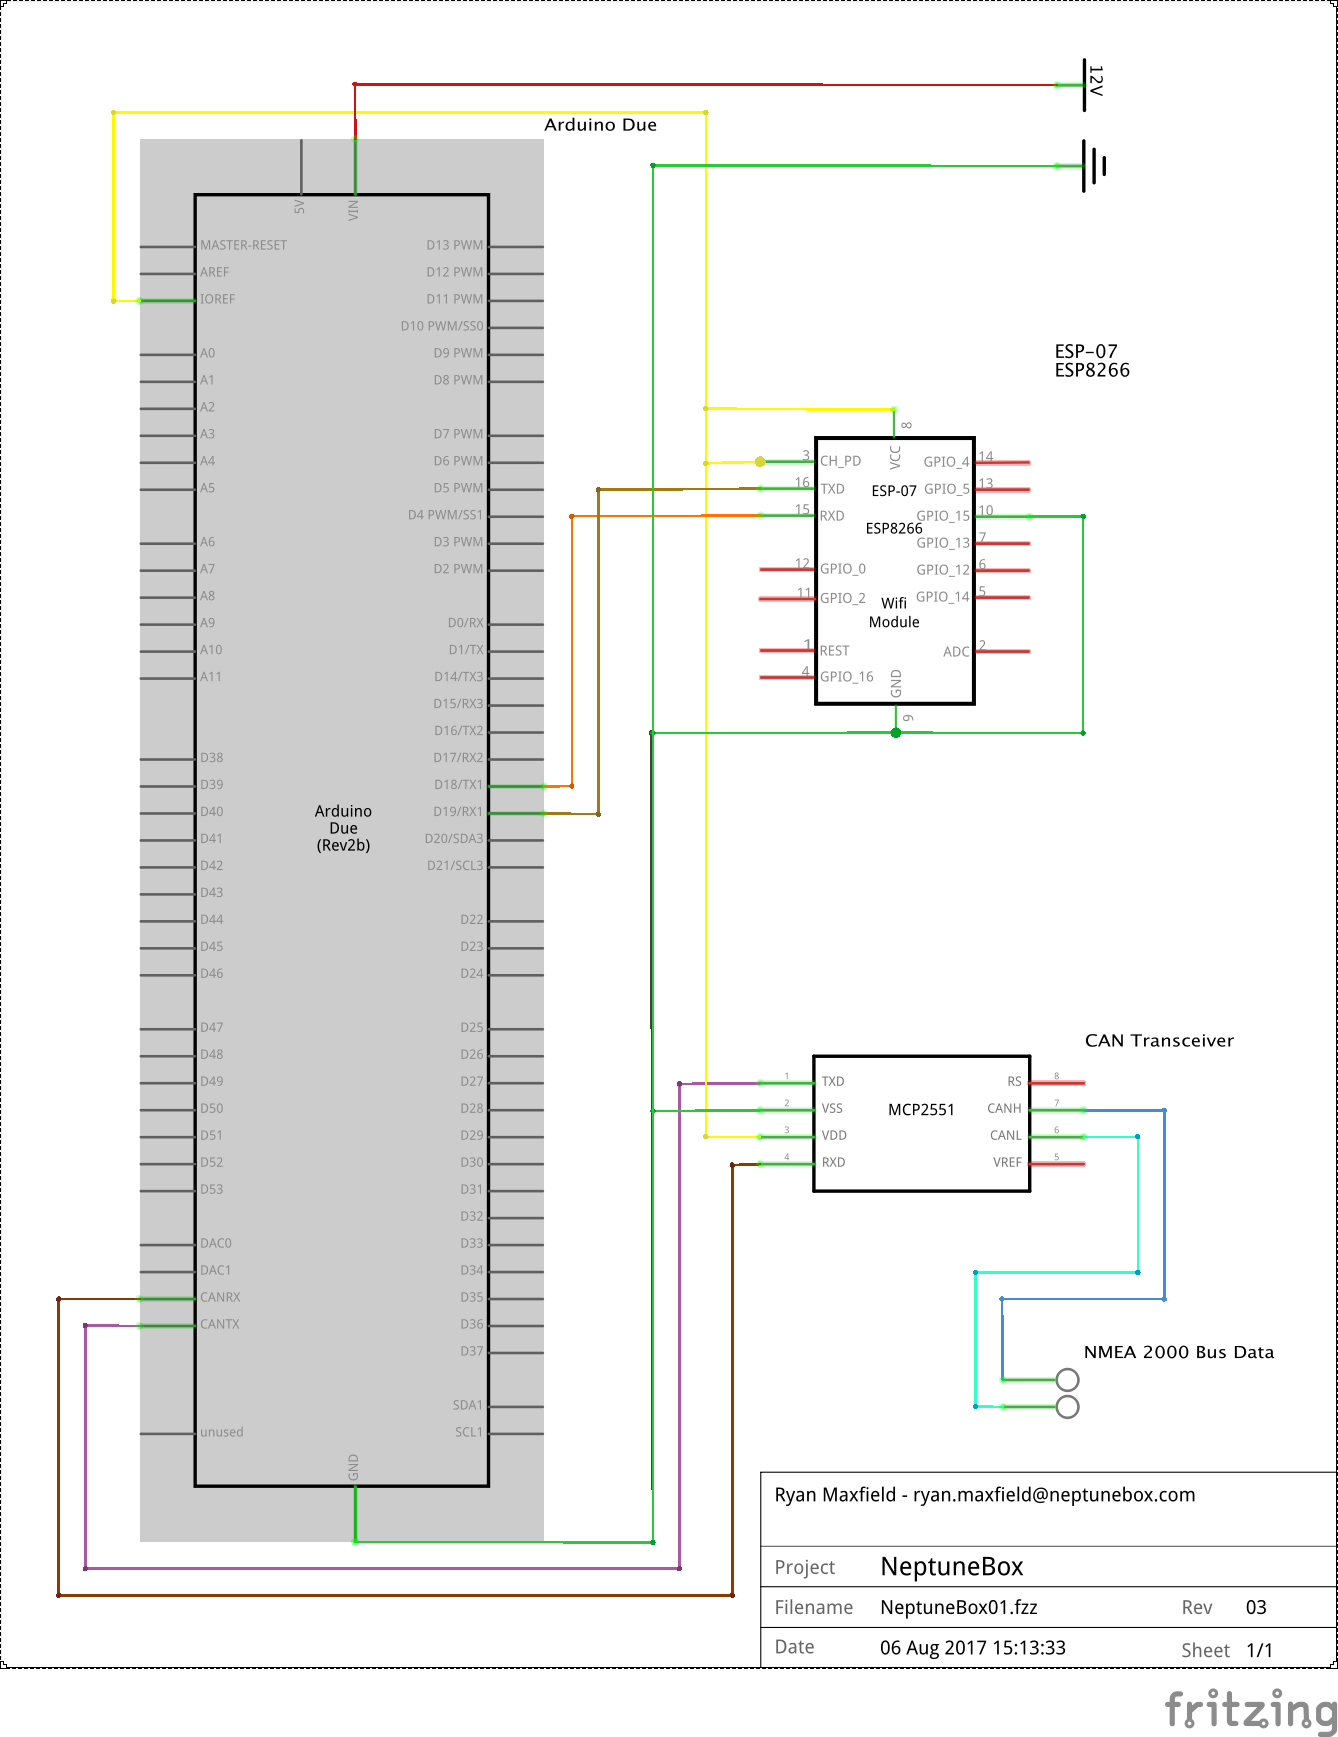 12V
Arduino Due
5V
VIN
MASTER-RESET
AREF
IOREF
A0
A1
A2
A3
A4
A5
A6
A7
A8
A9
A10
A11
D38
D39
D40
D41
D42
D43
D44
D45
D46
D47
D48
D49
D50
D51
D52
D53
DAC0
DAC1
CANRX
CANTX
unused
Arduino
Due
(Rev2b)
D13 PWM
D12 PWM
D11 PWM
D10 PWM/SS0
D9 PWM
D8 PWM
D7 PWM
D6 PWM
D5 PWM
D4 PWM/SS1
D3 PWM
D2 PWM
D0/RX
D1/TX
D14/TX3
D15/RX3
D16/TX2
D17/RX2
D18/TX1
D19/RX1
D20/SDA3
D21/SCL3
D22
D23
D24
D25
D26
D27
D28
D29
D30
D31
D32
D33
D34
D35
D36
D37
SDA1
SCL1
GND
ESP-07
ESP8266
8
VCC
3 CH_PD
16 TXD
15 RXD
12 GPIO_0
11 GPIO_2
1 REST
4 GPIO_16
ESP-07
ESP8266
Wifi
Module
GPIO_4 14
GPIO_5 13
GPIO_15 10
GPIO_13 7
GPIO_12 6
GPIO_14 5
ADC 2
GND
9
CAN Transceiver
1 TXD
2 VSS
3 VDD
4 RXD
MCP2551
RS 8
CANH 7
CANL 6
VREF 5
NMEA 2000 Bus Data
Ryan Maxfield - ryan.maxfield@neptunebox.com
Project NeptuneBox
Filename NeptuneBox01.fzz Rev 03
Date 06 Aug 2017 15:13:33 Sheet 1/1
fritzing